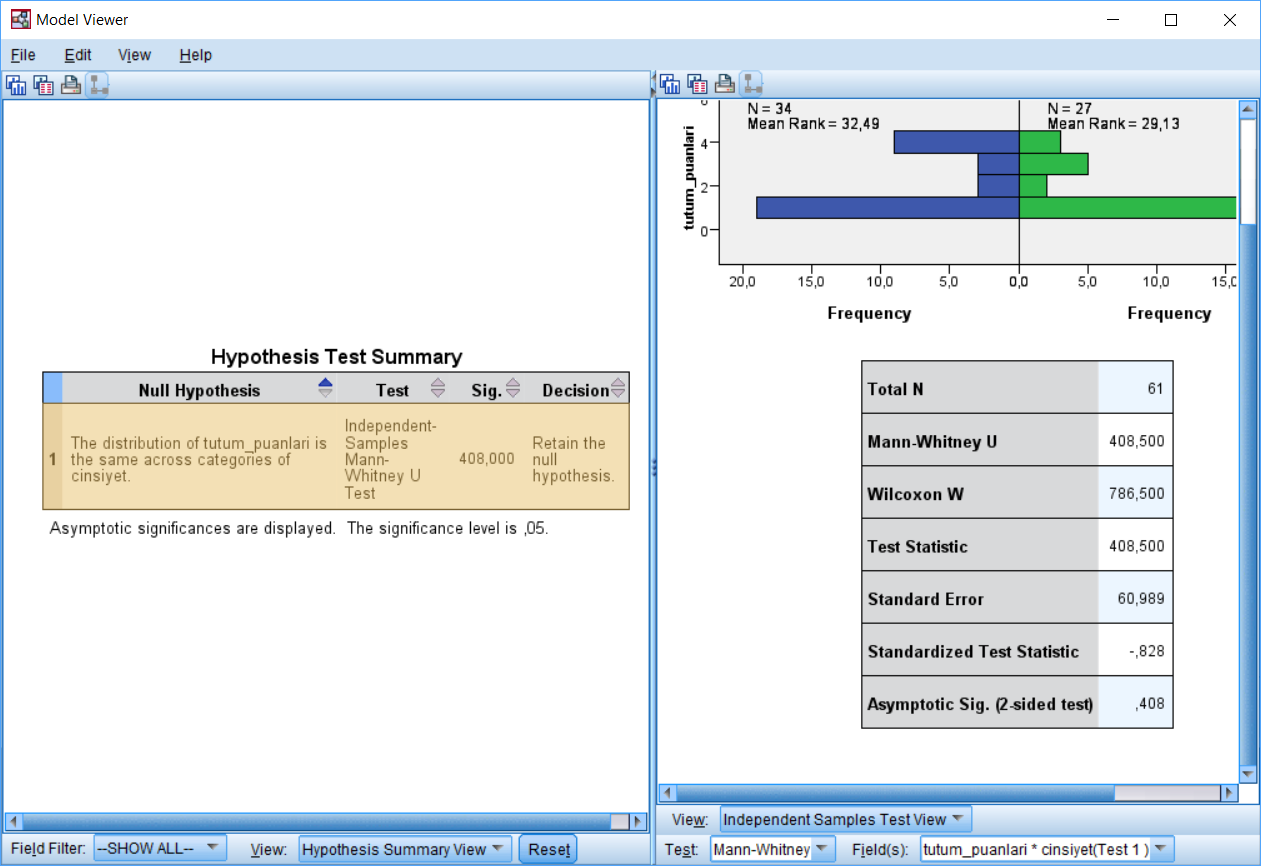 Model Viewer
File Edit View Help
Hypothesis Test Summary
Null Hypothesis Test Sig. Decision
1 The distribution of tutum_puanlari is the same across categories of cinsiyet. Independent-Samples Mann-Whitney U Test 408,000 Retain the null hypothesis.
Asymptotic significances are displayed. The significance level is ,05.
Field Filter: --SHOW ALL-- View: Hypothesis Summary View Reset
N = 34 N = 27
Mean Rank = 32,49 Mean Rank = 29,13
tutum_puanlari
4
2
0
20,0 15,0 10,0 5,0 0,0 5,0 10,0
Frequency Frequency
Total N 61
Mann-Whitney U 408,500
Wilcoxon W 786,500
Test Statistic 408,500
Standard Error 60,989
Standardized Test Statistic -,828
Asymptotic Sig. (2-sided test) ,408
View: Independent Samples Test View
Test: Mann-Whitney Field(s): tutum_puanlari * cinsiyet(Test 1 )